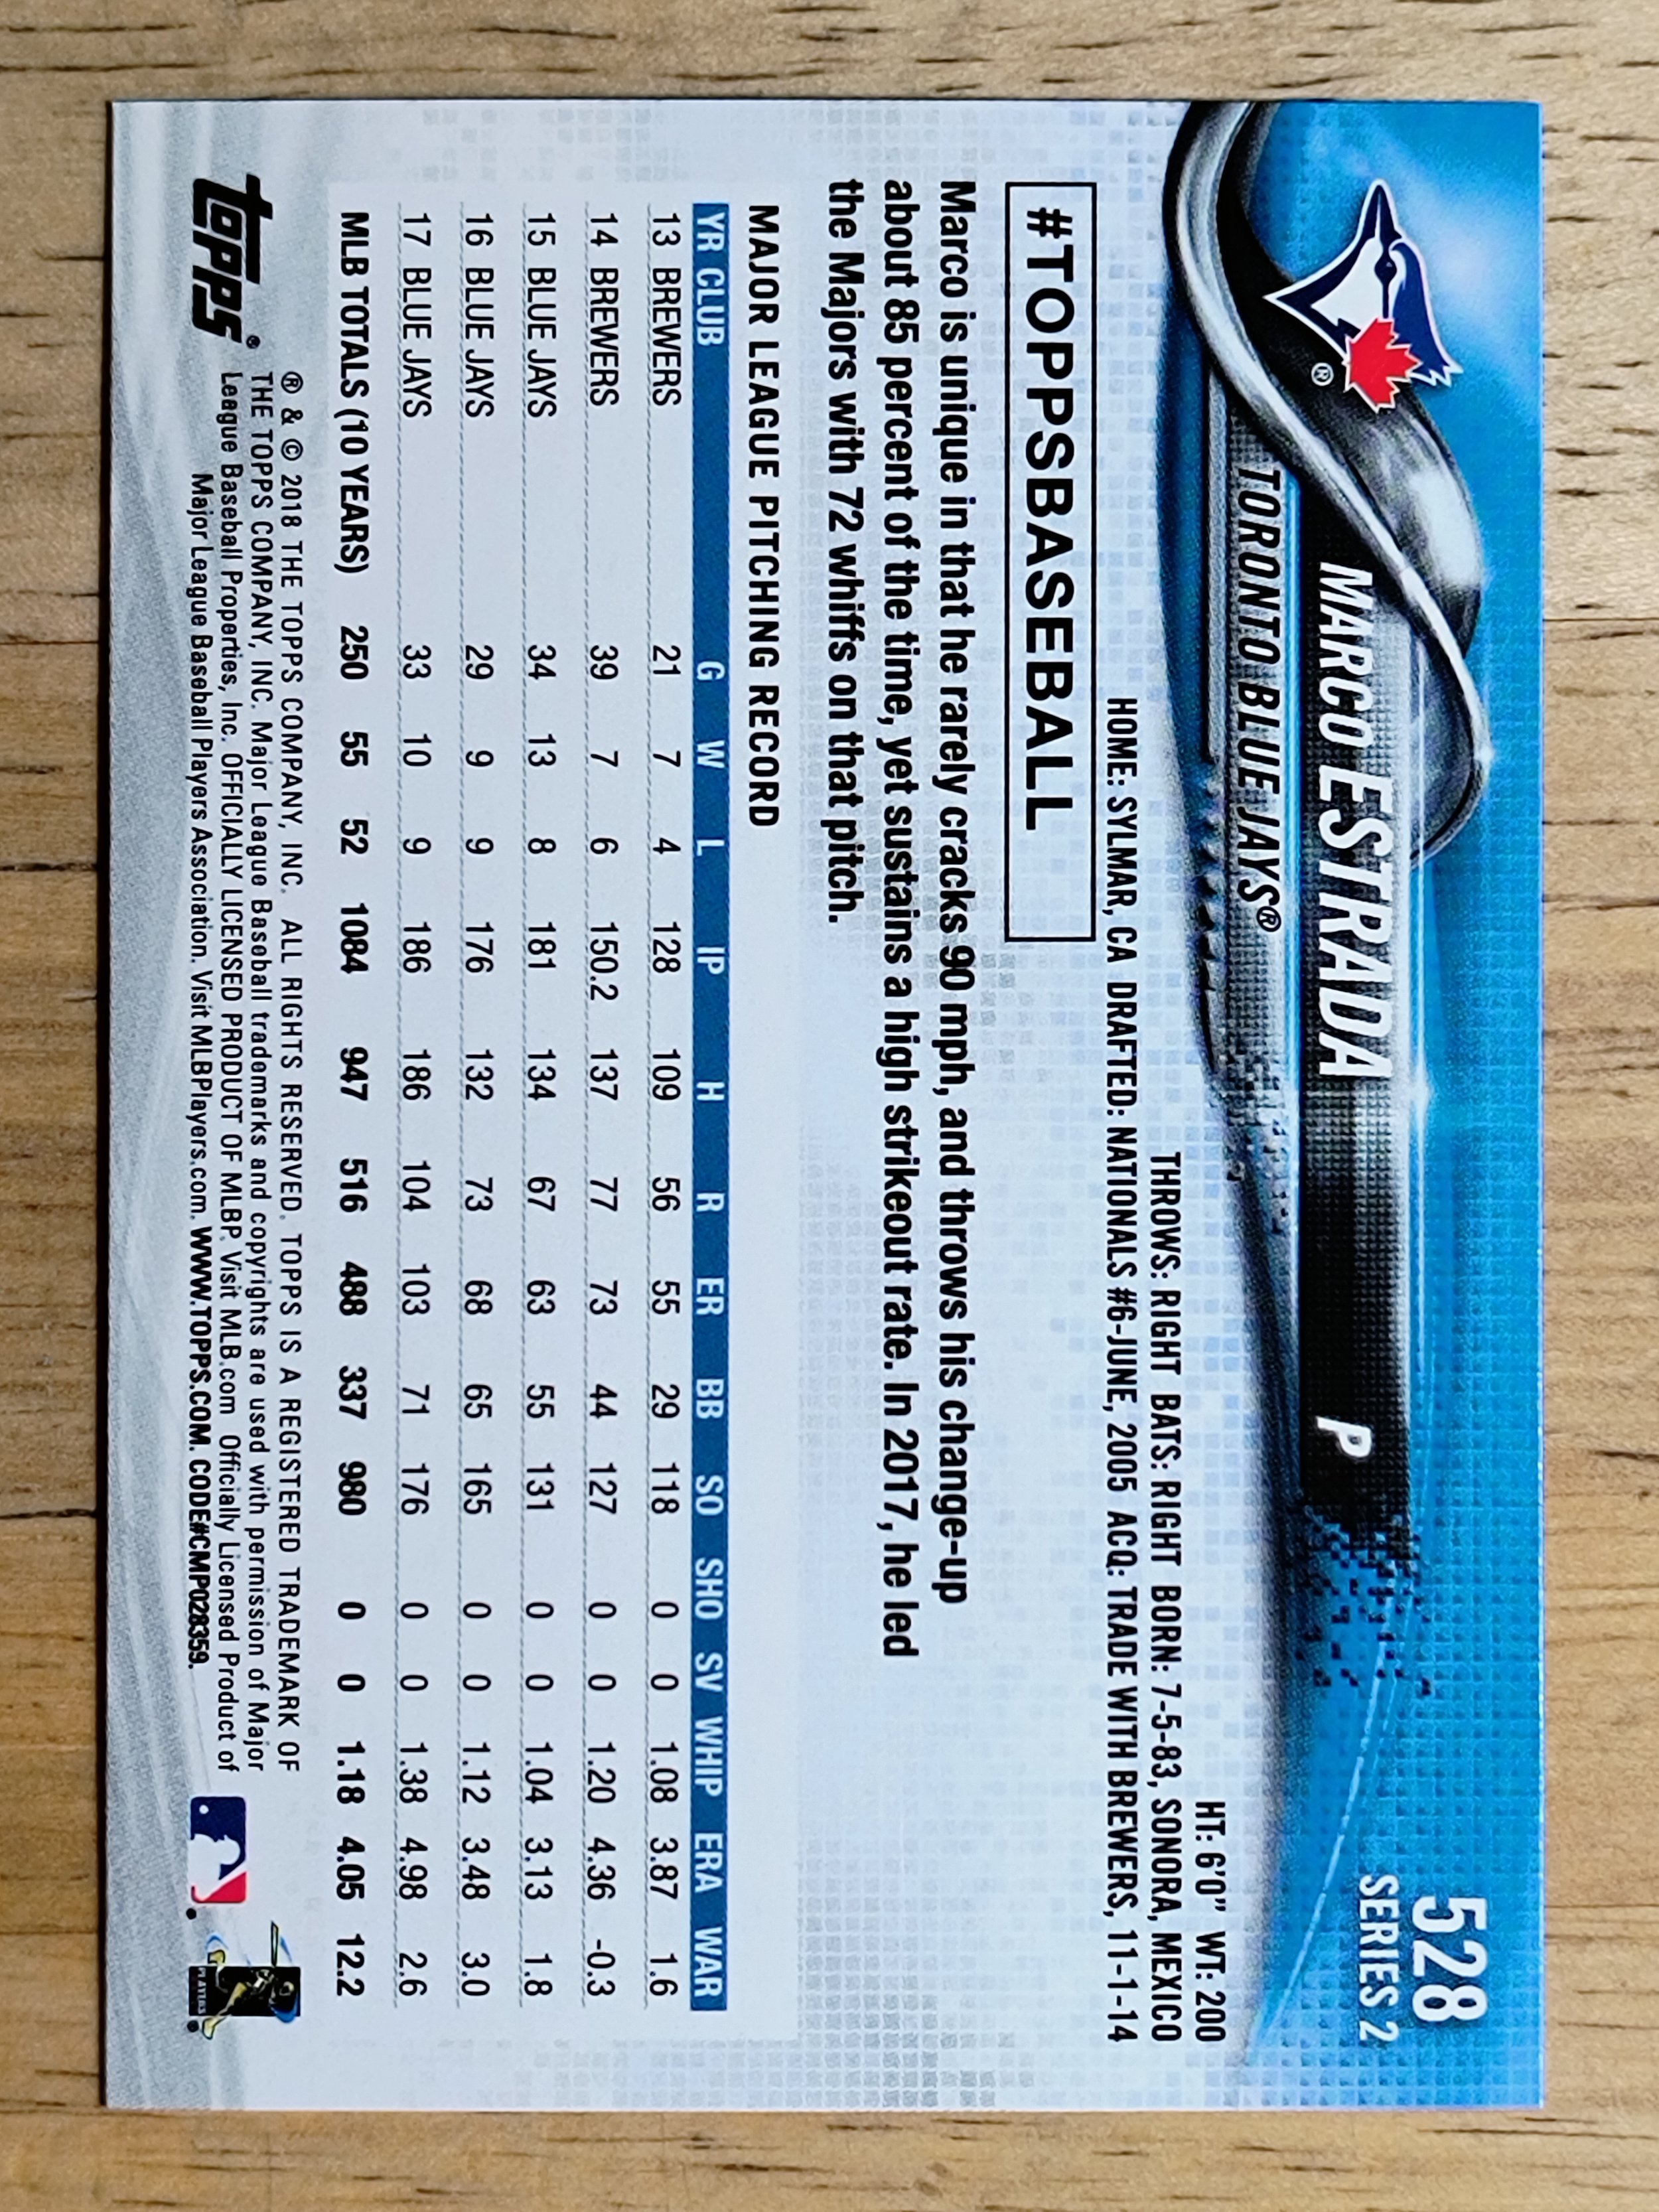 528
SERIES 2
MARCO ESTRADA P
TORONTO BLUE JAYS®
®
HT: 6'0" WT: 200
THROWS: RIGHT BATS: RIGHT BORN: 7-5-83, SONORA, MEXICO
HOME: SYLMAR, CA DRAFTED: NATIONALS #6-JUNE, 2005 ACQ: TRADE WITH BREWERS, 11-1-14
#TOPPSBASEBALL
Marco is unique in that he rarely cracks 90 mph, and throws his change-up
about 85 percent of the time, yet sustains a high strikeout rate. In 2017, he led
the Majors with 72 whiffs on that pitch.
MAJOR LEAGUE PITCHING RECORD
YR CLUB G W L IP H R ER BB SO SHO SV WHIP ERA WAR
13 BREWERS 21 7 4 128 109 56 55 29 118 0 0 1.08 3.87 1.6
14 BREWERS 39 7 6 150.2 137 77 73 44 127 0 0 1.20 4.36 -0.3
15 BLUE JAYS 34 13 8 181 134 67 63 55 131 0 0 1.04 3.13 1.8
16 BLUE JAYS 29 9 9 176 132 73 68 65 165 0 0 1.12 3.48 3.0
17 BLUE JAYS 33 10 9 186 186 104 103 71 176 0 0 1.38 4.98 2.6
MLB TOTALS (10 YEARS) 250 55 52 1084 947 516 488 337 980 0 0 1.18 4.05 12.2
topps®
® & © 2018 THE TOPPS COMPANY, INC. ALL RIGHTS RESERVED. TOPPS IS A REGISTERED TRADEMARK OF
THE TOPPS COMPANY, INC. Major League Baseball trademarks and copyrights are used with permission of Major
League Baseball Properties, Inc. OFFICIALLY LICENSED PRODUCT OF MLBP. Visit MLB.com Officially Licensed Product of
Major League Baseball Players Association. Visit MLBPlayers.com. WWW.TOPPS.COM. CODE#CMP028359.
PLAYERS